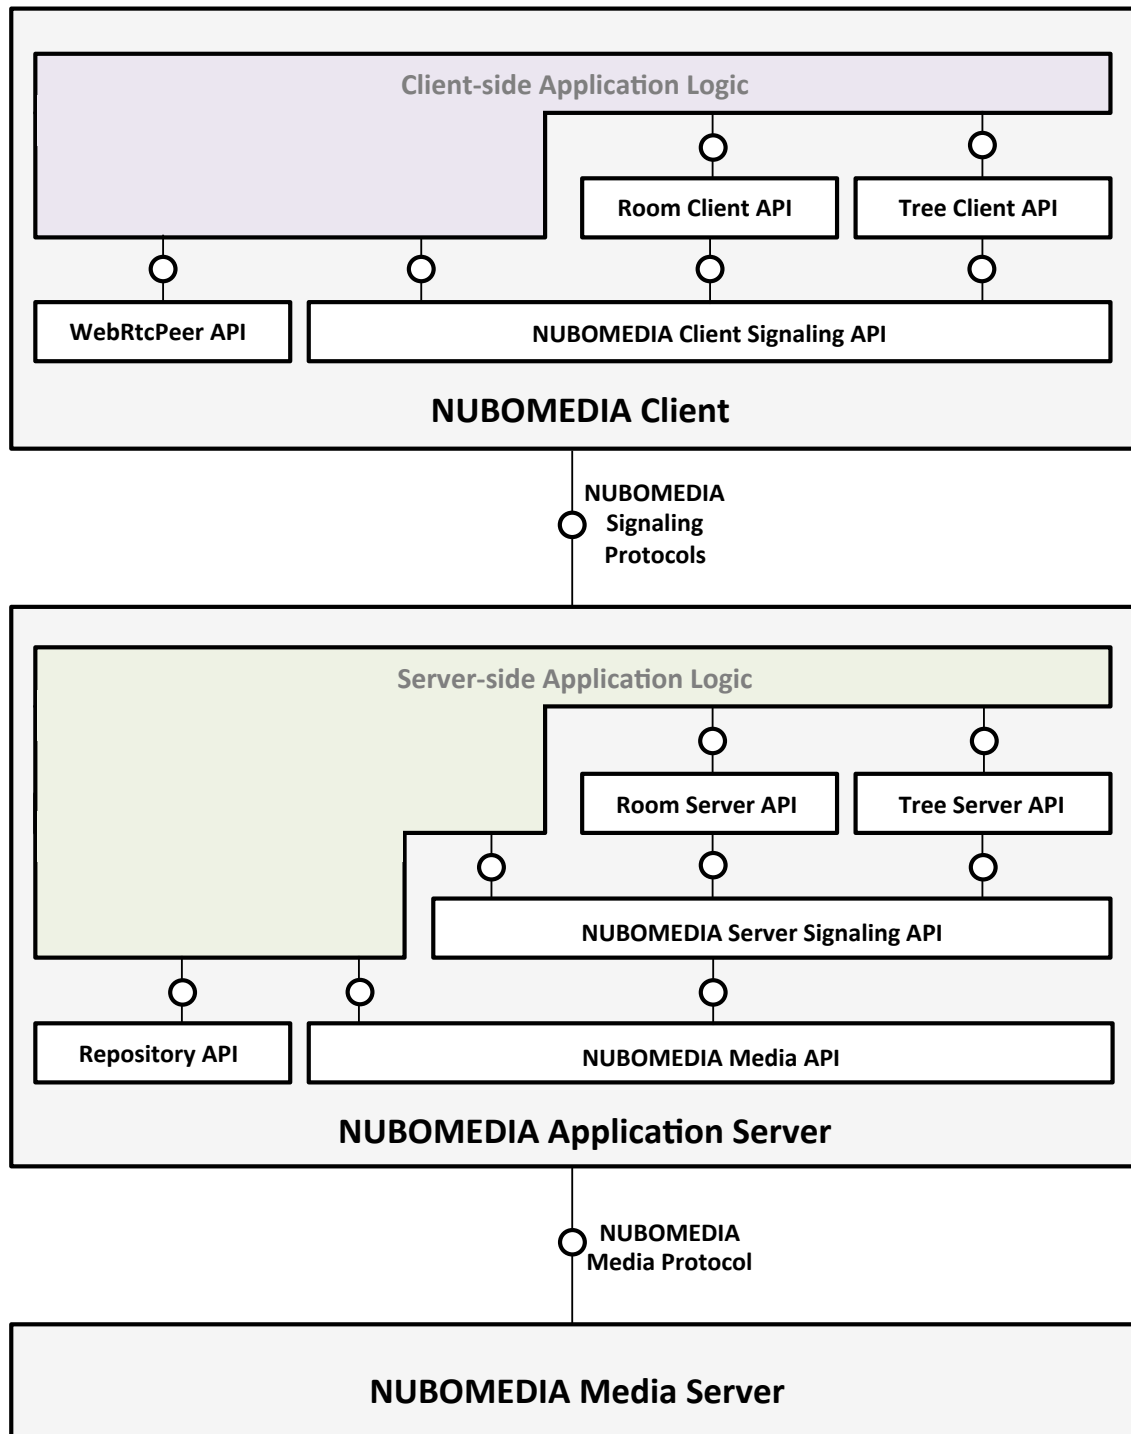 Client-side Application Logic
Room Client API
Tree Client API
WebRtcPeer API
NUBOMEDIA Client Signaling API
NUBOMEDIA Client
NUBOMEDIA
Signaling
Protocols
Server-side Application Logic
Room Server API
Tree Server API
NUBOMEDIA Server Signaling API
Repository API
NUBOMEDIA Media API
NUBOMEDIA Application Server
NUBOMEDIA
Media Protocol
NUBOMEDIA Media Server